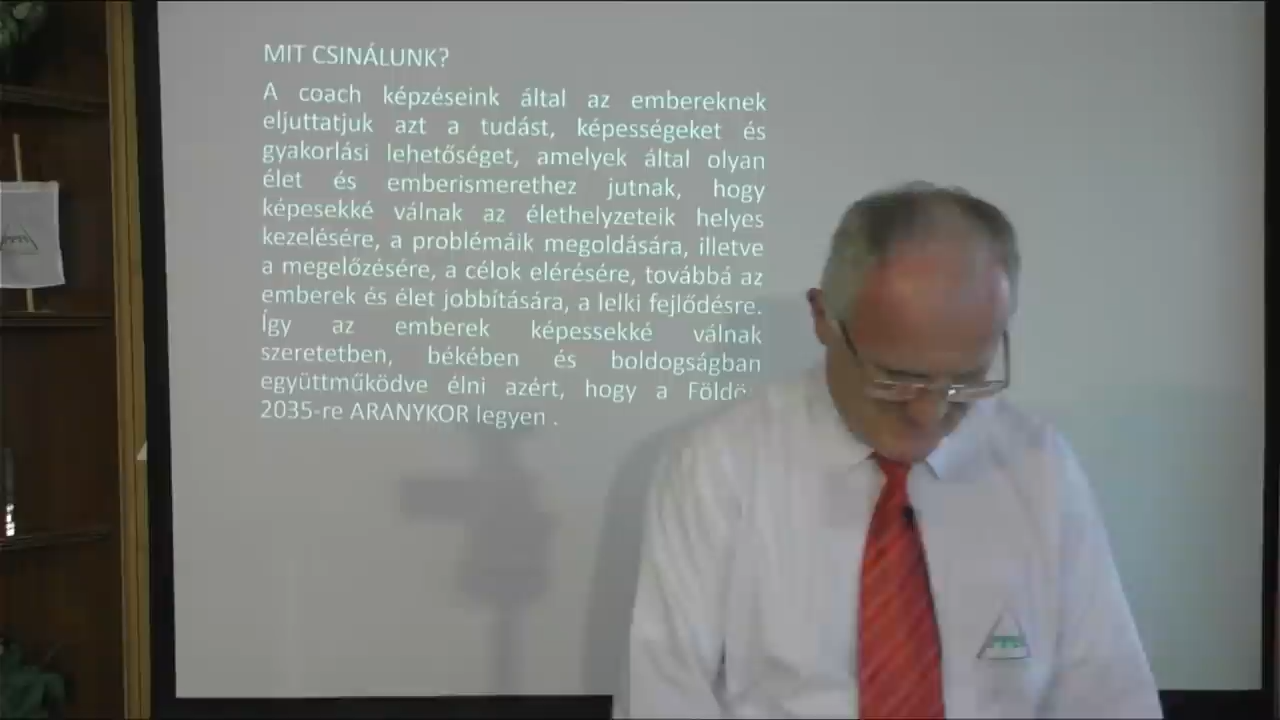 MIT CSINÁLUNK?
A coach képzéseink által az embereknek
eljuttatjuk azt a tudást, képességeket és
gyakorlási lehetőséget, amelyek által olyan
élet és emberismerethez jutnak, hogy
képesekké válnak az élethelyzeteik helyes
kezelésére, a problémáik megoldására, illetve
a megelőzésére, a célok elérésére, továbbá az
emberek és élet jobbítására, a lelki fejlődésre.
Így az emberek képessekké válnak
szeretetben, békében és boldogságban
együttműködve élni azért, hogy a
2035-re ARANYKOR legyen .